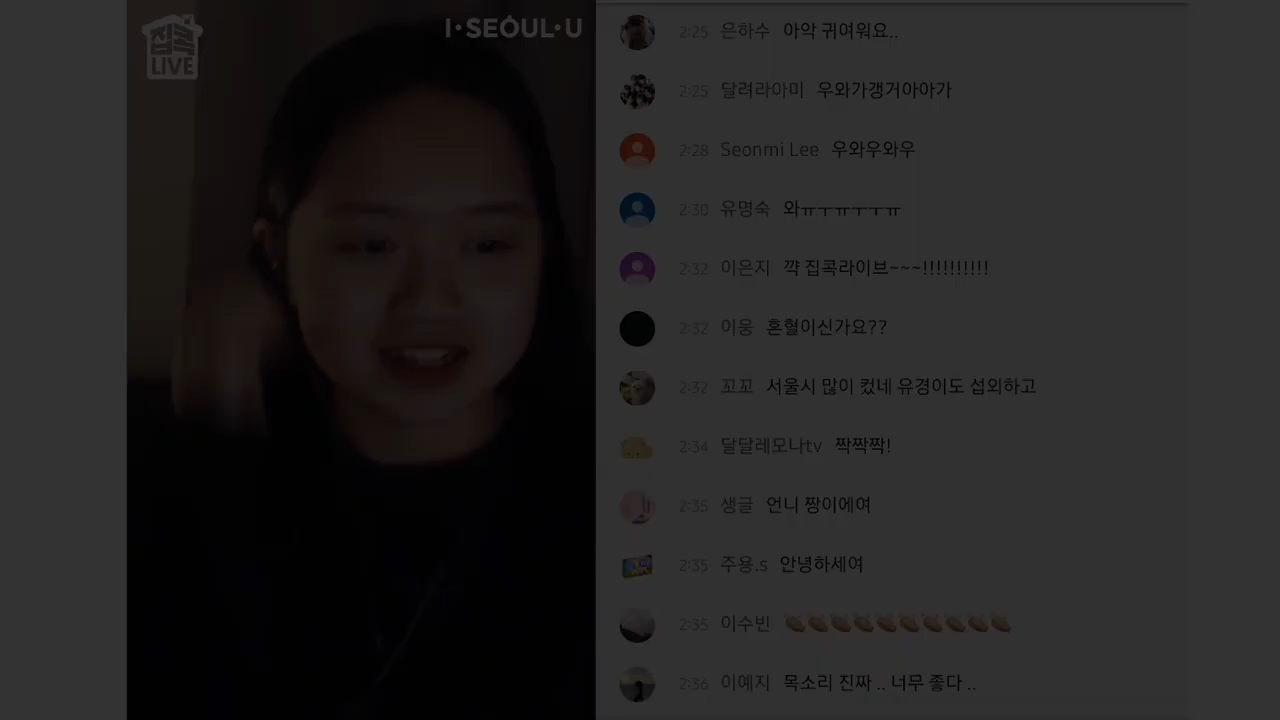 집콕
LIVE
I·SEOUL·U
2:25 은하수 아악 귀여워요..
2:25 달려라아미 우와가갱거아아가
2:28 Seonmi Lee 우와우와우
2:30 유명숙 와ㅠㅜㅠㅜㅜㅠ
2:32 이은지 꺅 집콕라이브~~~!!!!!!!!!!
2:32 이웅 혼혈이신가요??
2:32 꼬꼬 서울시 많이 컸네 유경이도 섭외하고
2:34 달달레모나tv 짝짝짝!
2:35 생글 언니 짱이에여
2:35 주용.s 안녕하세여
2:35 이수빈
2:36 이예지 목소리 진짜 .. 너무 좋다 ..